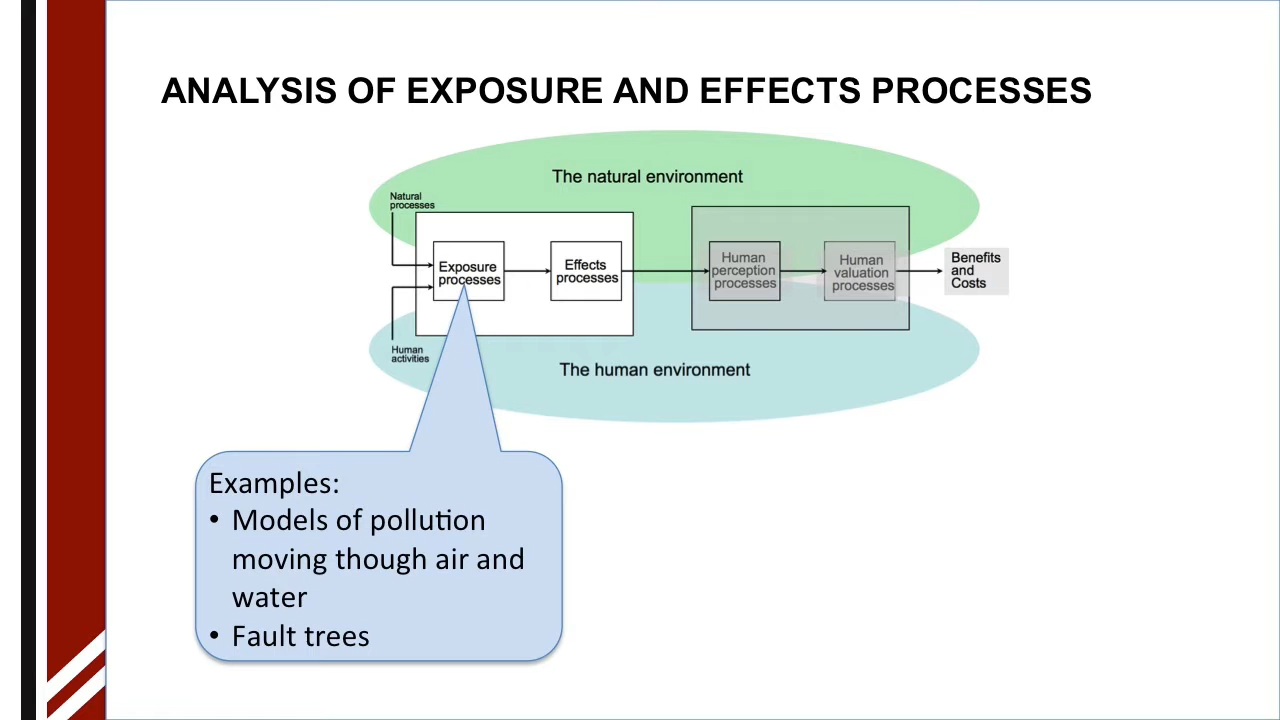 ANALYSIS OF EXPOSURE AND EFFECTS PROCESSES
The natural environment
Natural
processes
Exposure
processes
Effects
processes
Human
perception
processes
Human
valuation
processes
Benefits
and
Costs
Human
activities
The human environment
Examples:
• Models of pollution
moving though air and
water
• Fault trees